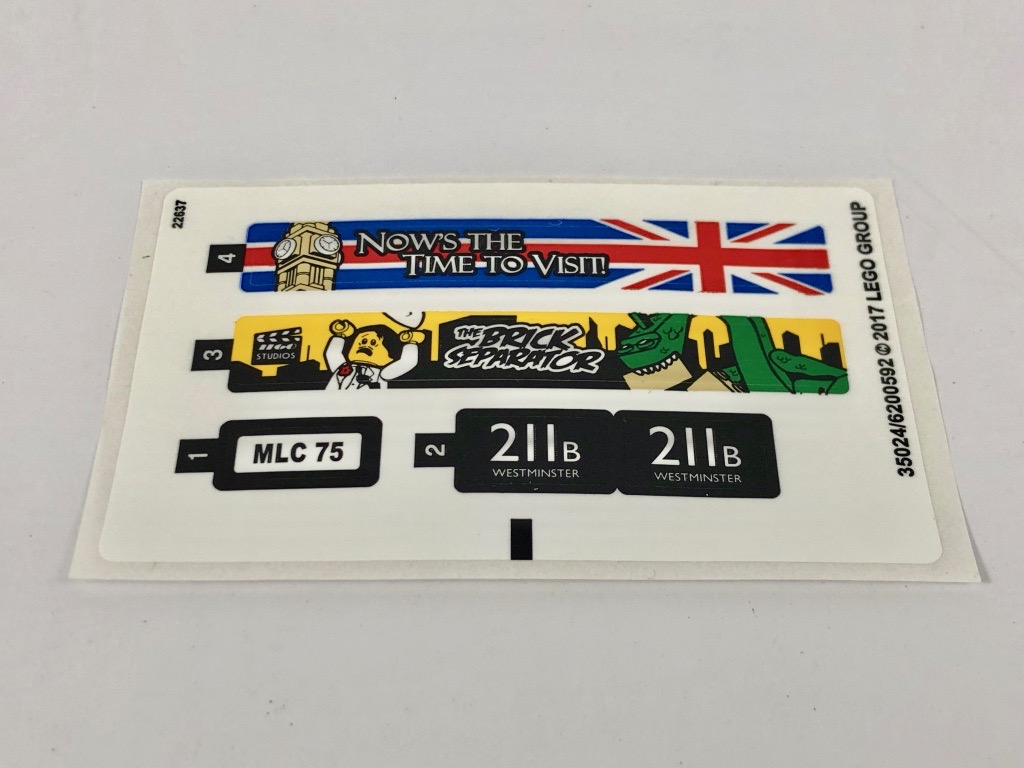 22637
4
NOW'S THE
TIME TO VISIT!
3
STUDIOS
THE BRICK
SEPARATOR
1
MLC 75
2
211B
WESTMINSTER
211B
WESTMINSTER
35024/6200592 © 2017 LEGO GROUP